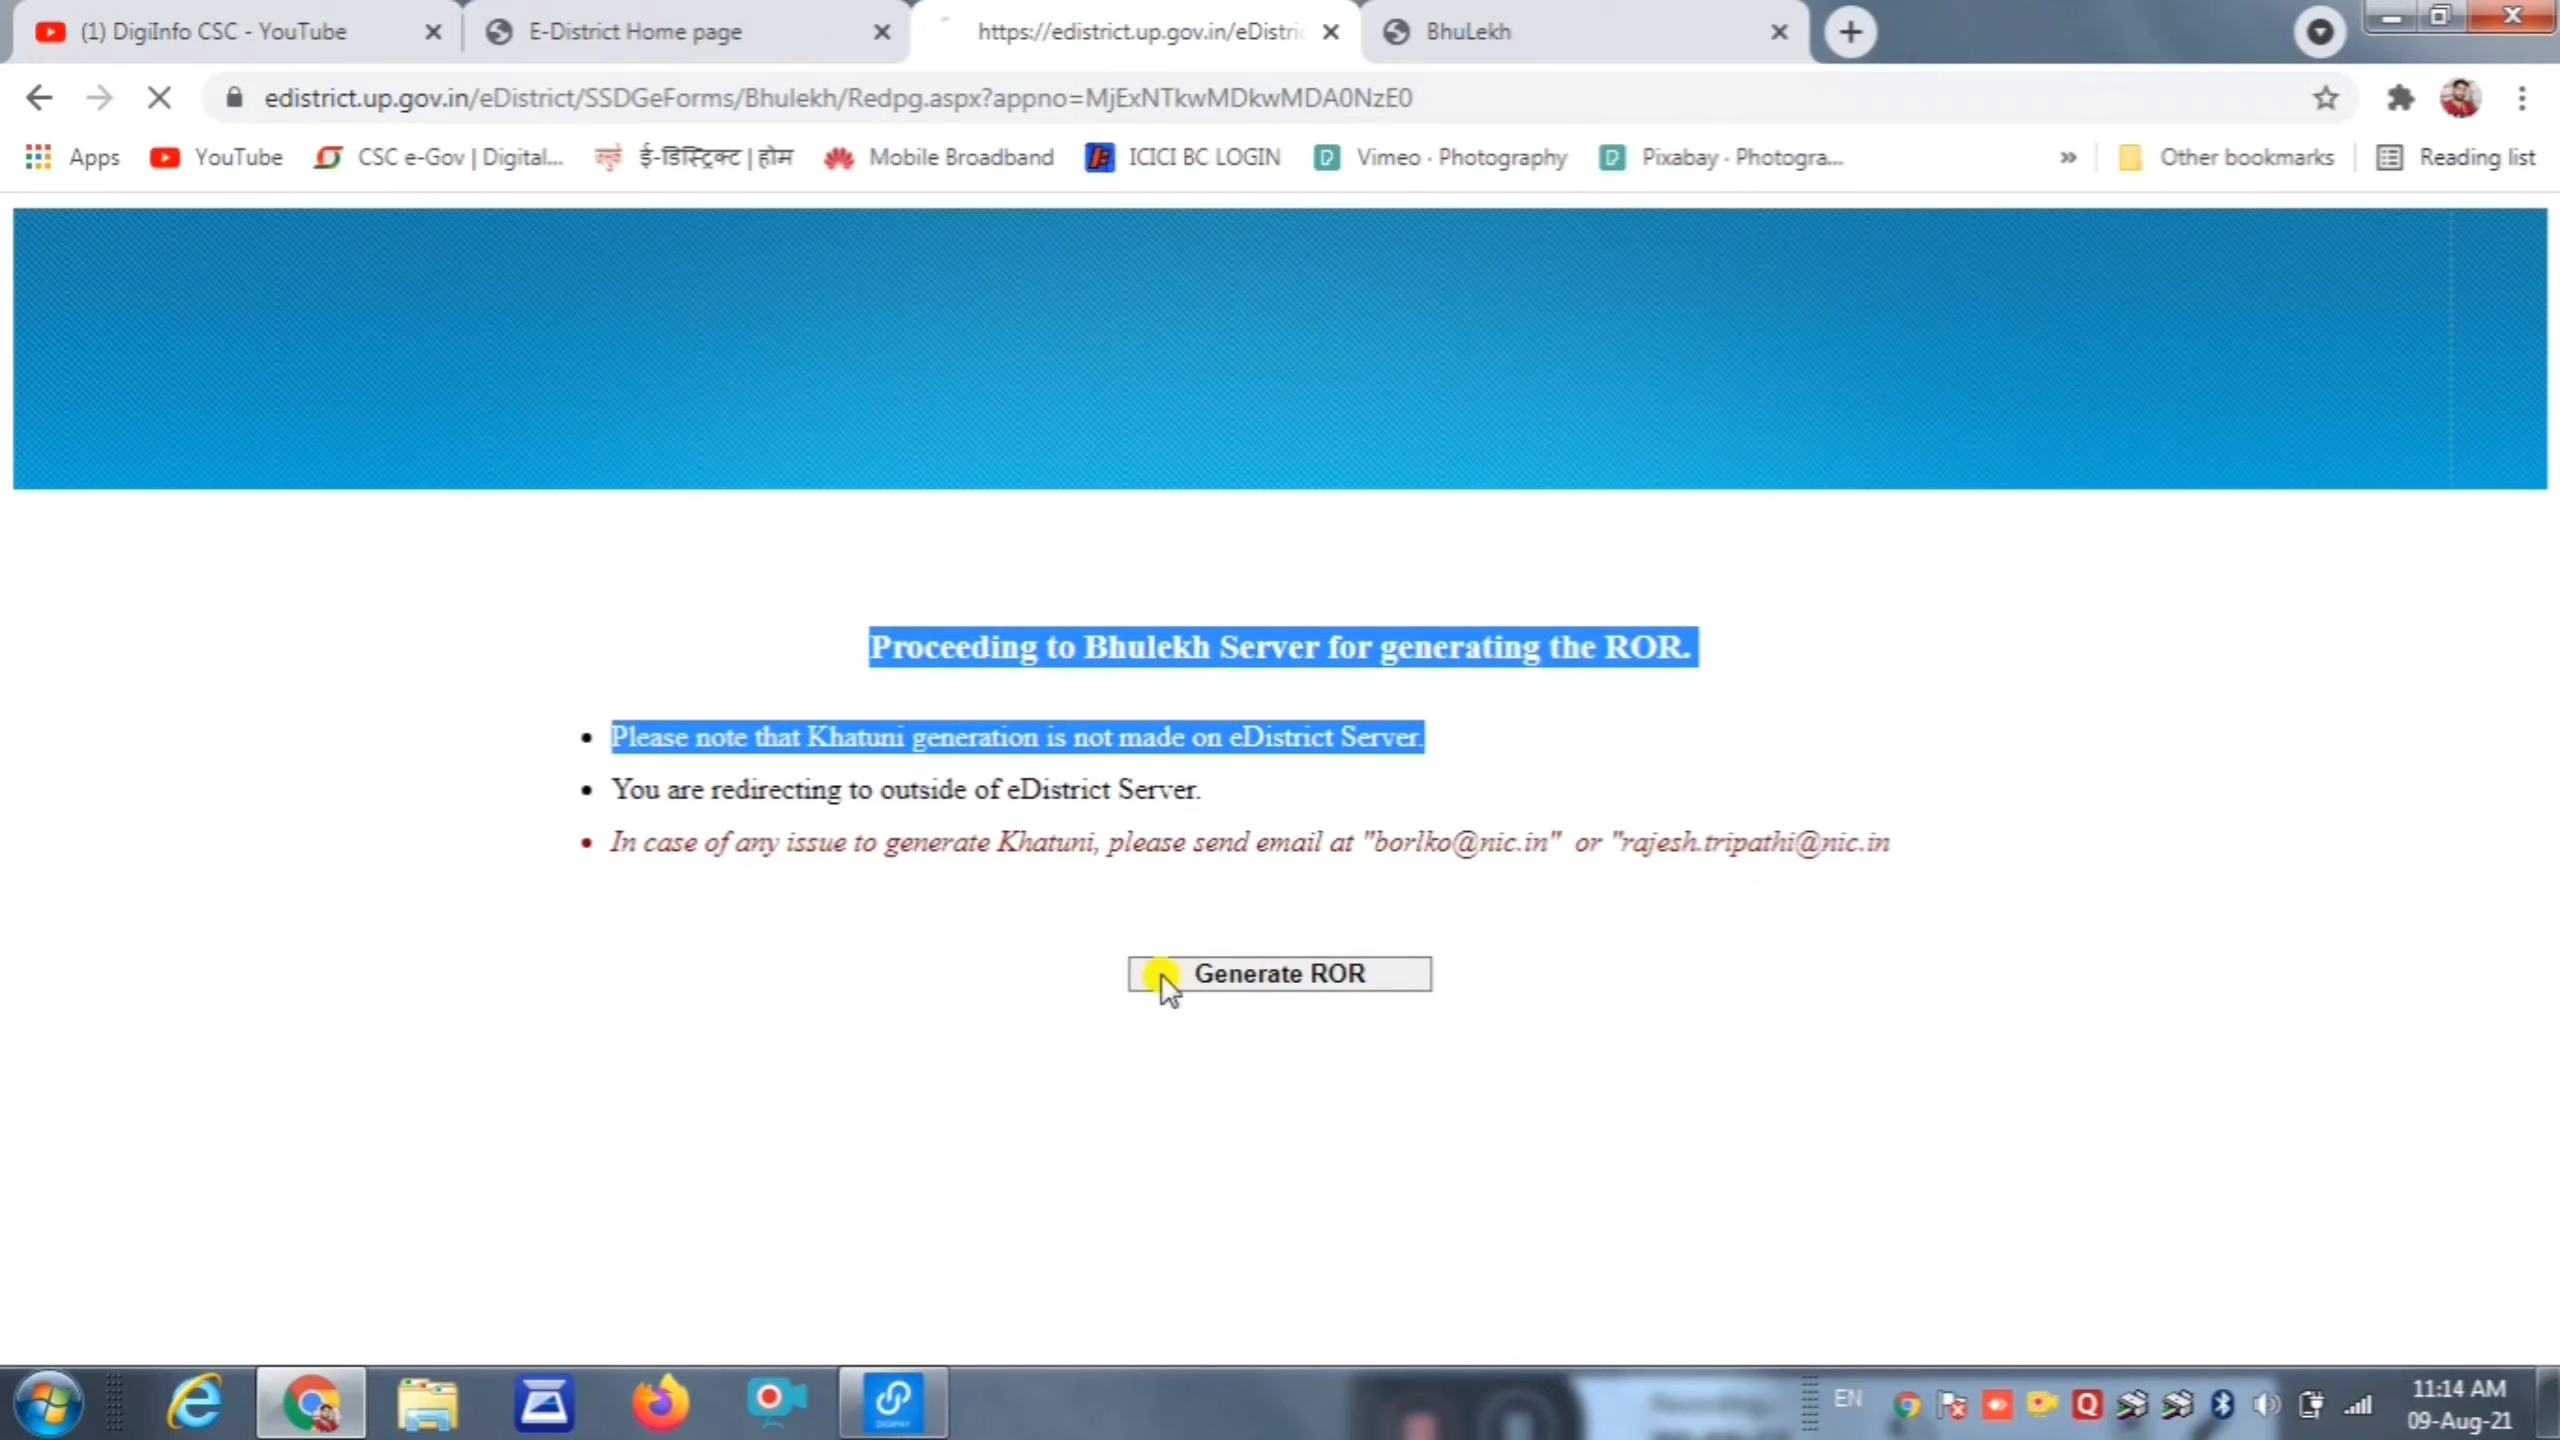 (1) DigiInfo CSC - YouTube
E-District Home page
https://edistrict.up.gov.in/eDistric
BhuLekh
edistrict.up.gov.in/eDistrict/SSDGeForms/Bhulekh/Redpg.aspx?appno=MjExNTkwMDkwMDA0NzE0
Apps
YouTube
CSC e-Gov | Digital...
ई-डिस्ट्रिक्ट | होम
Mobile Broadband
ICICI BC LOGIN
Vimeo · Photography
Pixabay · Photogra...
»
Other bookmarks
Reading list
Proceeding to Bhulekh Server for generating the ROR.
• Please note that Khatuni generation is not made on eDistrict Server.
• You are redirecting to outside of eDistrict Server.
• In case of any issue to generate Khatuni, please send email at "borlko@nic.in" or "rajesh.tripathi@nic.in
Generate ROR
DIGIPAY
EN
11:14 AM
09-Aug-21